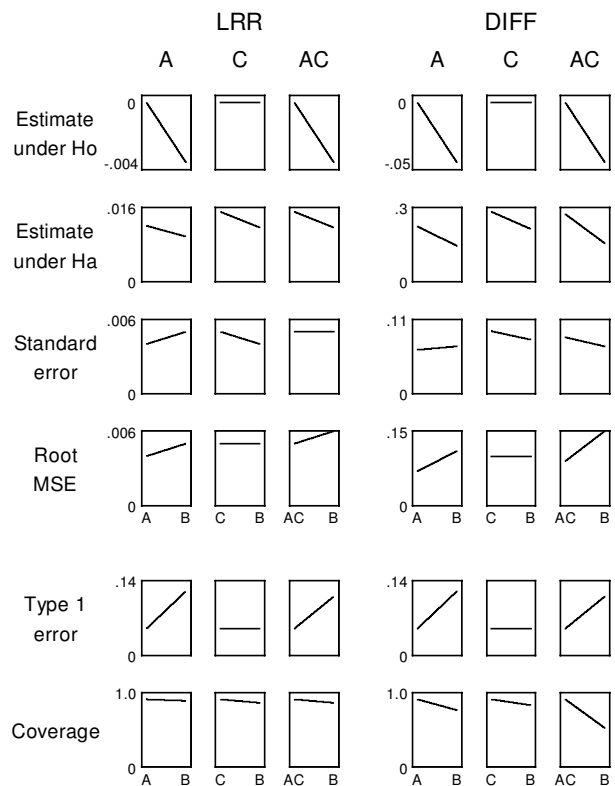 LRR DIFF
A C AC A C AC
Estimate
under Ho
0
-.004
0
-.05
Estimate
under Ha
.016
0
.3
0
Standard
error
.006
0
.11
0
Root
MSE
.006
0
.15
0
A B C B AC B A B C B AC B
Type 1
error
.14
0
.14
0
Coverage
1.0
0
1.0
0
A B C B AC B A B C B AC B